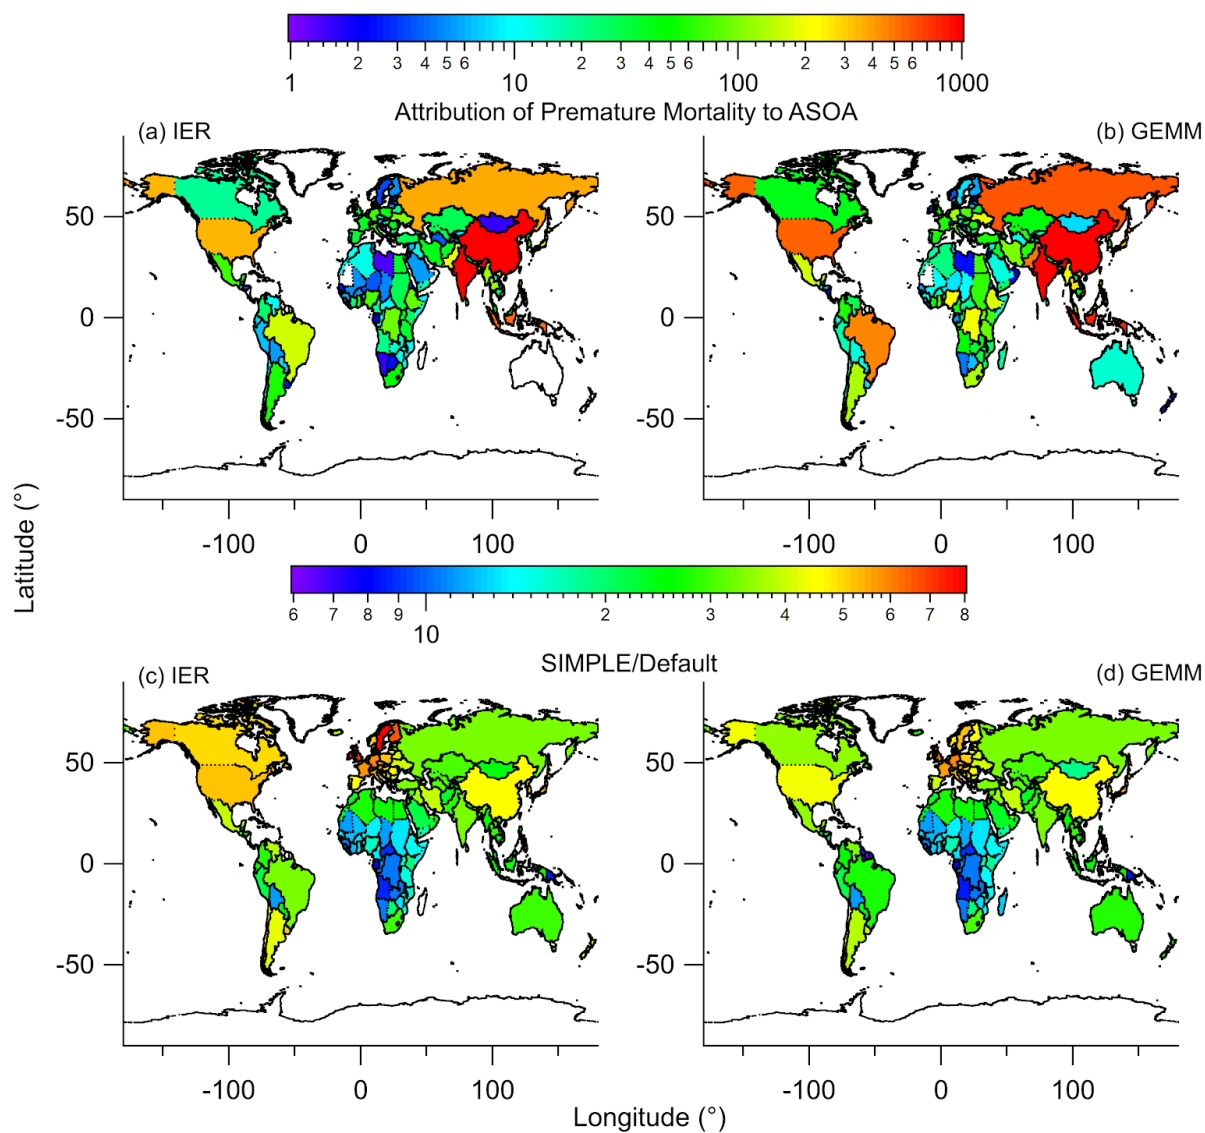 1 2 3 4 5 6 10 2 3 4 5 6 100 2 3 4 5 6 1000
Attribution of Premature Mortality to ASOA
(a) IER
(b) GEMM
50
0
-50
50
0
-50
-100 0 100
-100 0 100
Latitude (°)
6 7 8 9 10 2 3 4 5 6 7 8
SIMPLE/Default
(c) IER
(d) GEMM
50
0
-50
50
0
-50
-100 0 100
-100 0 100
Longitude (°)